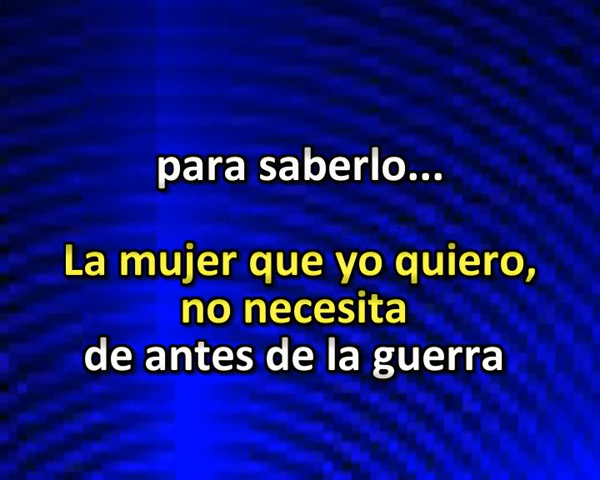 para saberlo...
La mujer que yo quiero,
no necesita
de antes de la guerra